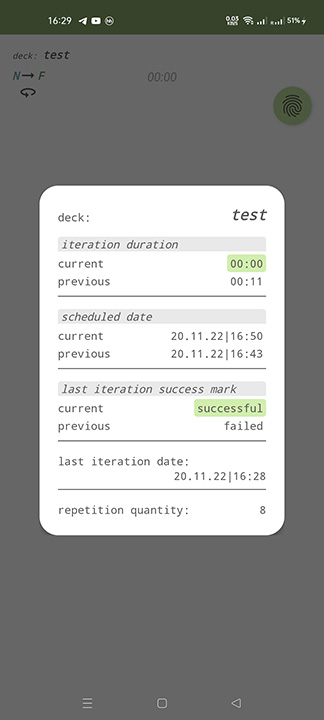 16:29
0.03 KB/S 51%
deck: test
N→ F 00:00
deck: test
iteration duration
current 00:00
previous 00:11
scheduled date
current 20.11.22|16:50
previous 20.11.22|16:43
last iteration success mark
current successful
previous failed
last iteration date:
20.11.22|16:28
repetition quantity: 8